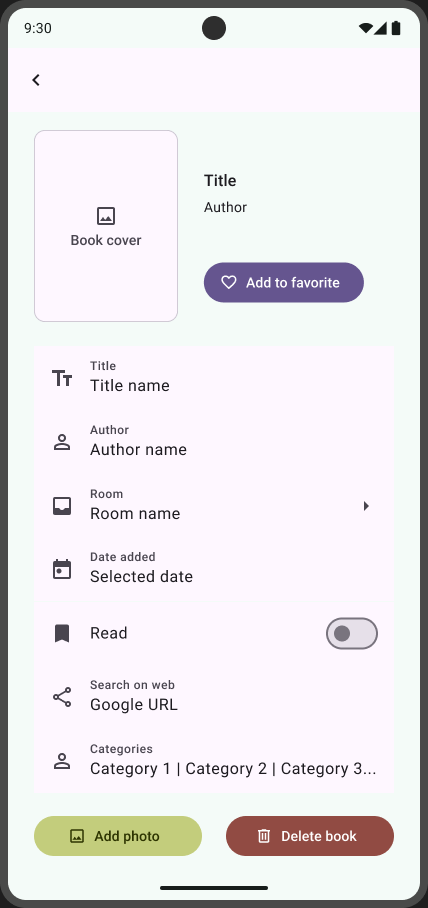 9:30
Book cover
Title
Author
Add to favorite
Title
Title name
Author
Author name
Room
Room name
Date added
Selected date
Read
Search on web
Google URL
Categories
Category 1 | Category 2 | Category 3...
Add photo
Delete book